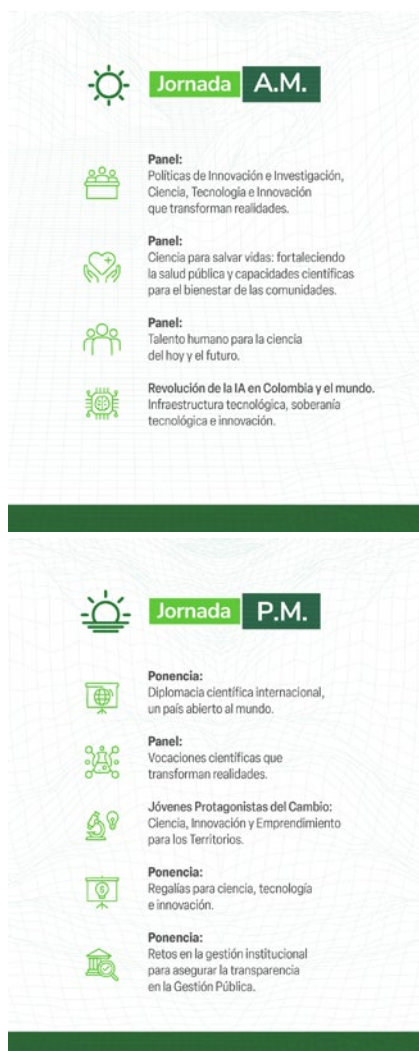 Jornada A.M.
Panel:
Políticas de Innovación e Investigación,
Ciencia, Tecnología e Innovación
que transforman realidades.
Panel:
Ciencia para salvar vidas: fortaleciendo
la salud pública y capacidades científicas
para el bienestar de las comunidades.
Panel:
Talento humano para la ciencia
del hoy y el futuro.
Revolución de la IA en Colombia y el mundo.
Infraestructura tecnológica, soberanía
tecnológica e innovación.
Jornada P.M.
Ponencia:
Diplomacia científica internacional,
un país abierto al mundo.
Panel:
Vocaciones científicas que
transforman realidades.
Jóvenes Protagonistas del Cambio:
Ciencia, Innovación y Emprendimiento
para los Territorios.
Ponencia:
Regalías para ciencia, tecnología
e innovación.
Ponencia:
Retos en la gestión institucional
para asegurar la transparencia
en la Gestión Pública.